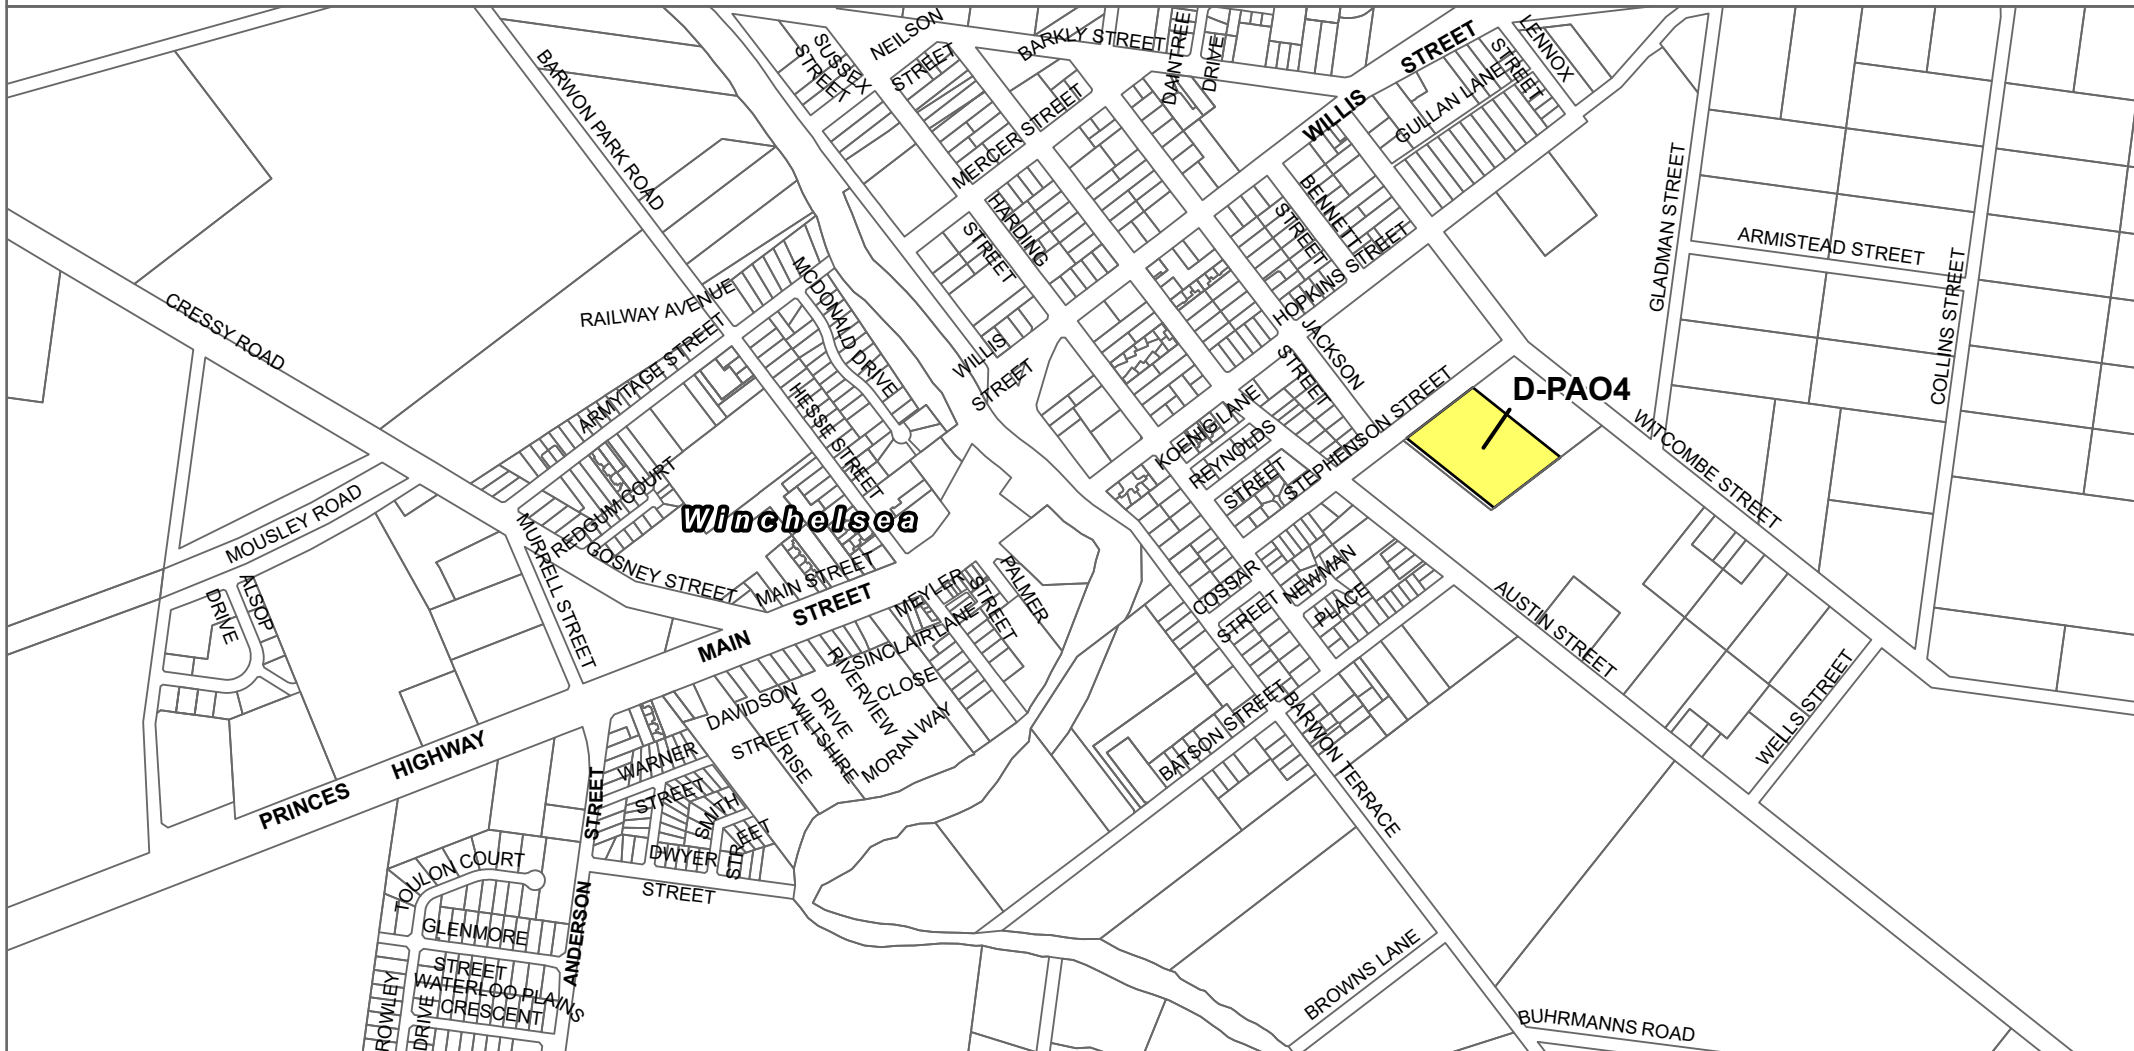 SUSSEX
STREET
NEILSON
STREET
BARKLY STREET
DAINTREE
DRIVE
WILLIS
STREET
LENNOX
STREET
GULLAN LANE
BARWON PARK ROAD
MERCER STREET
HARDING
STREET
BENNETT
STREET
HOPKINS STREET
GLADMAN STREET
ARMISTEAD STREET
COLLINS STREET
CRESSY ROAD
RAILWAY AVENUE
MCDONALD DRIVE
ARMYTAGE STREET
HESSE STREET
WILLIS
STREET
JACKSON
STREET
D-PAO4
KOENIG LANE
REYNOLDS
STREET
STEPHENSON STREET
WITCOMBE STREET
MOUSLEY ROAD
REDGUM COURT
Winchelsea
MURRELL STREET
GOSNEY STREET
MAIN STREET
MAIN
STREET
MEYLER
STREET
PALMER
SINCLAIR LANE
COSSAR
STREET
NEWMAN
PLACE
AUSTIN STREET
ALSOP
DRIVE
RIVERVIEW
DRIVE
CLOSE
DAVIDSON
STREET
WILTSHIRE
RISE
MORAN WAY
BATSON STREET
BARWON TERRACE
WELLS STREET
PRINCES
HIGHWAY
WARNER
STREET
SMITH
STREET
DWYER
STREET
ANDERSON
STREET
TOULON COURT
GLENMORE
STREET
WATERLOO PLAINS
CRESCENT
ROWLEY
DRIVE
BROWNS LANE
BUHRMANNS ROAD